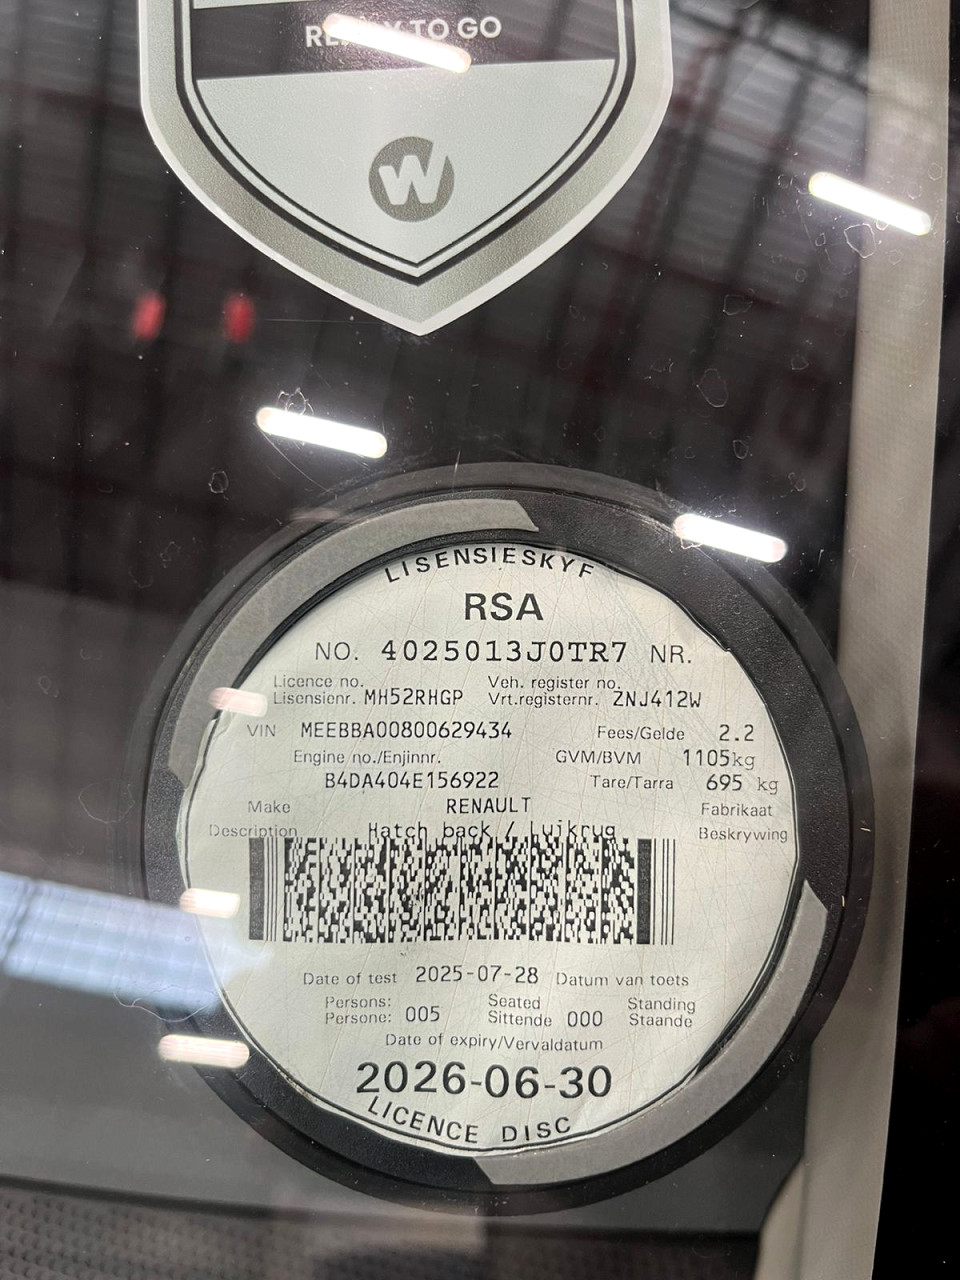 READY TO GO
W
LISENSIESKYF
RSA
NO. 4025013J0TR7 NR.
Licence no. Veh. register no.
Lisensienr. MH52RHGP Vrt.registernr. ZNJ412W
VIN MEEBBA00800629434 Fees/Gelde 2.2
Engine no./Enjinnr. GVM/BVM 1105kg
B4DA404E156922 Tare/Tarra 695 kg
Make RENAULT Fabrikaat
Description Hatch back / Luikrug Beskrywing
Date of test 2025-07-28 Datum van toets
Persons: Seated Standing
Persone: 005 Sittende 000 Staande
Date of expiry/Vervaldatum
2026-06-30
LICENCE DISC